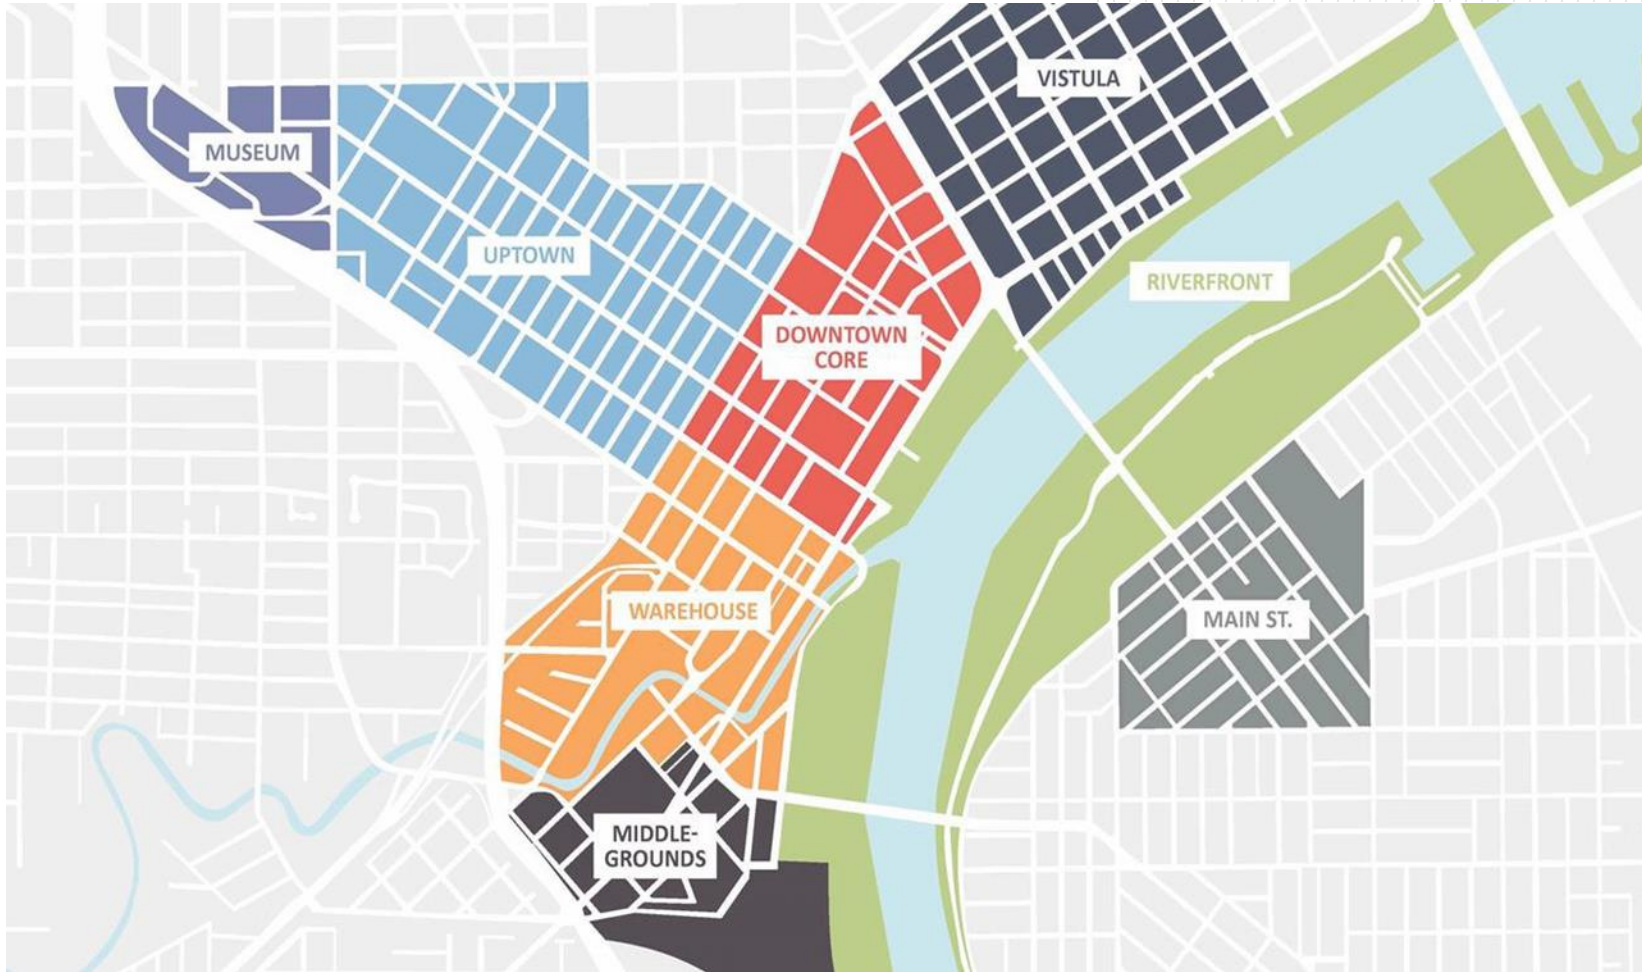 VISTULA
MUSEUM
UPTOWN
RIVERFRONT
DOWNTOWN
CORE
WAREHOUSE
MAIN ST.
MIDDLE-
GROUNDS